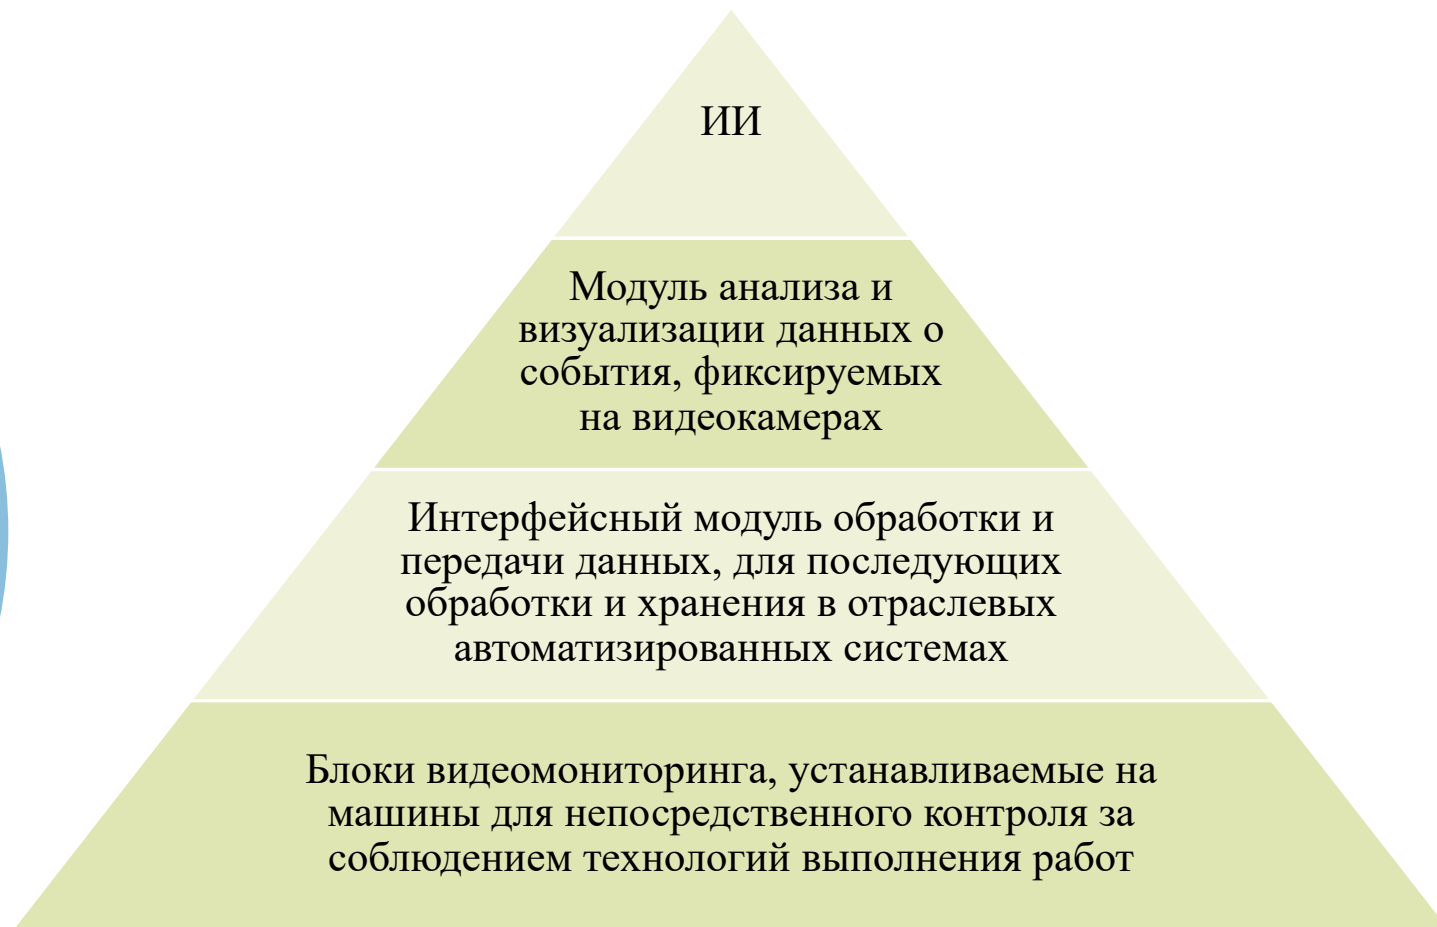 ИИ
Модуль анализа и
визуализации данных о
события, фиксируемых
на видеокамерах
Интерфейсный модуль обработки и
передачи данных, для последующих
обработки и хранения в отраслевых
автоматизированных системах
Блоки видеомониторинга, устанавливаемые на
машины для непосредственного контроля за
соблюдением технологий выполнения работ